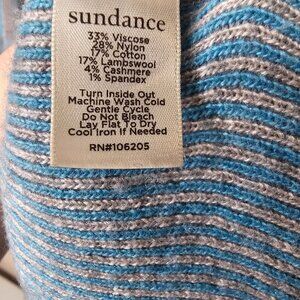 sundance
33% Viscose
28% Nylon
17% Cotton
17% Lambswool
4% Cashmere
1% Spandex
Turn Inside Out
Machine Wash Cold
Gentle Cycle
Do Not Bleach
Lay Flat To Dry
Cool Iron If Needed
RN#106205